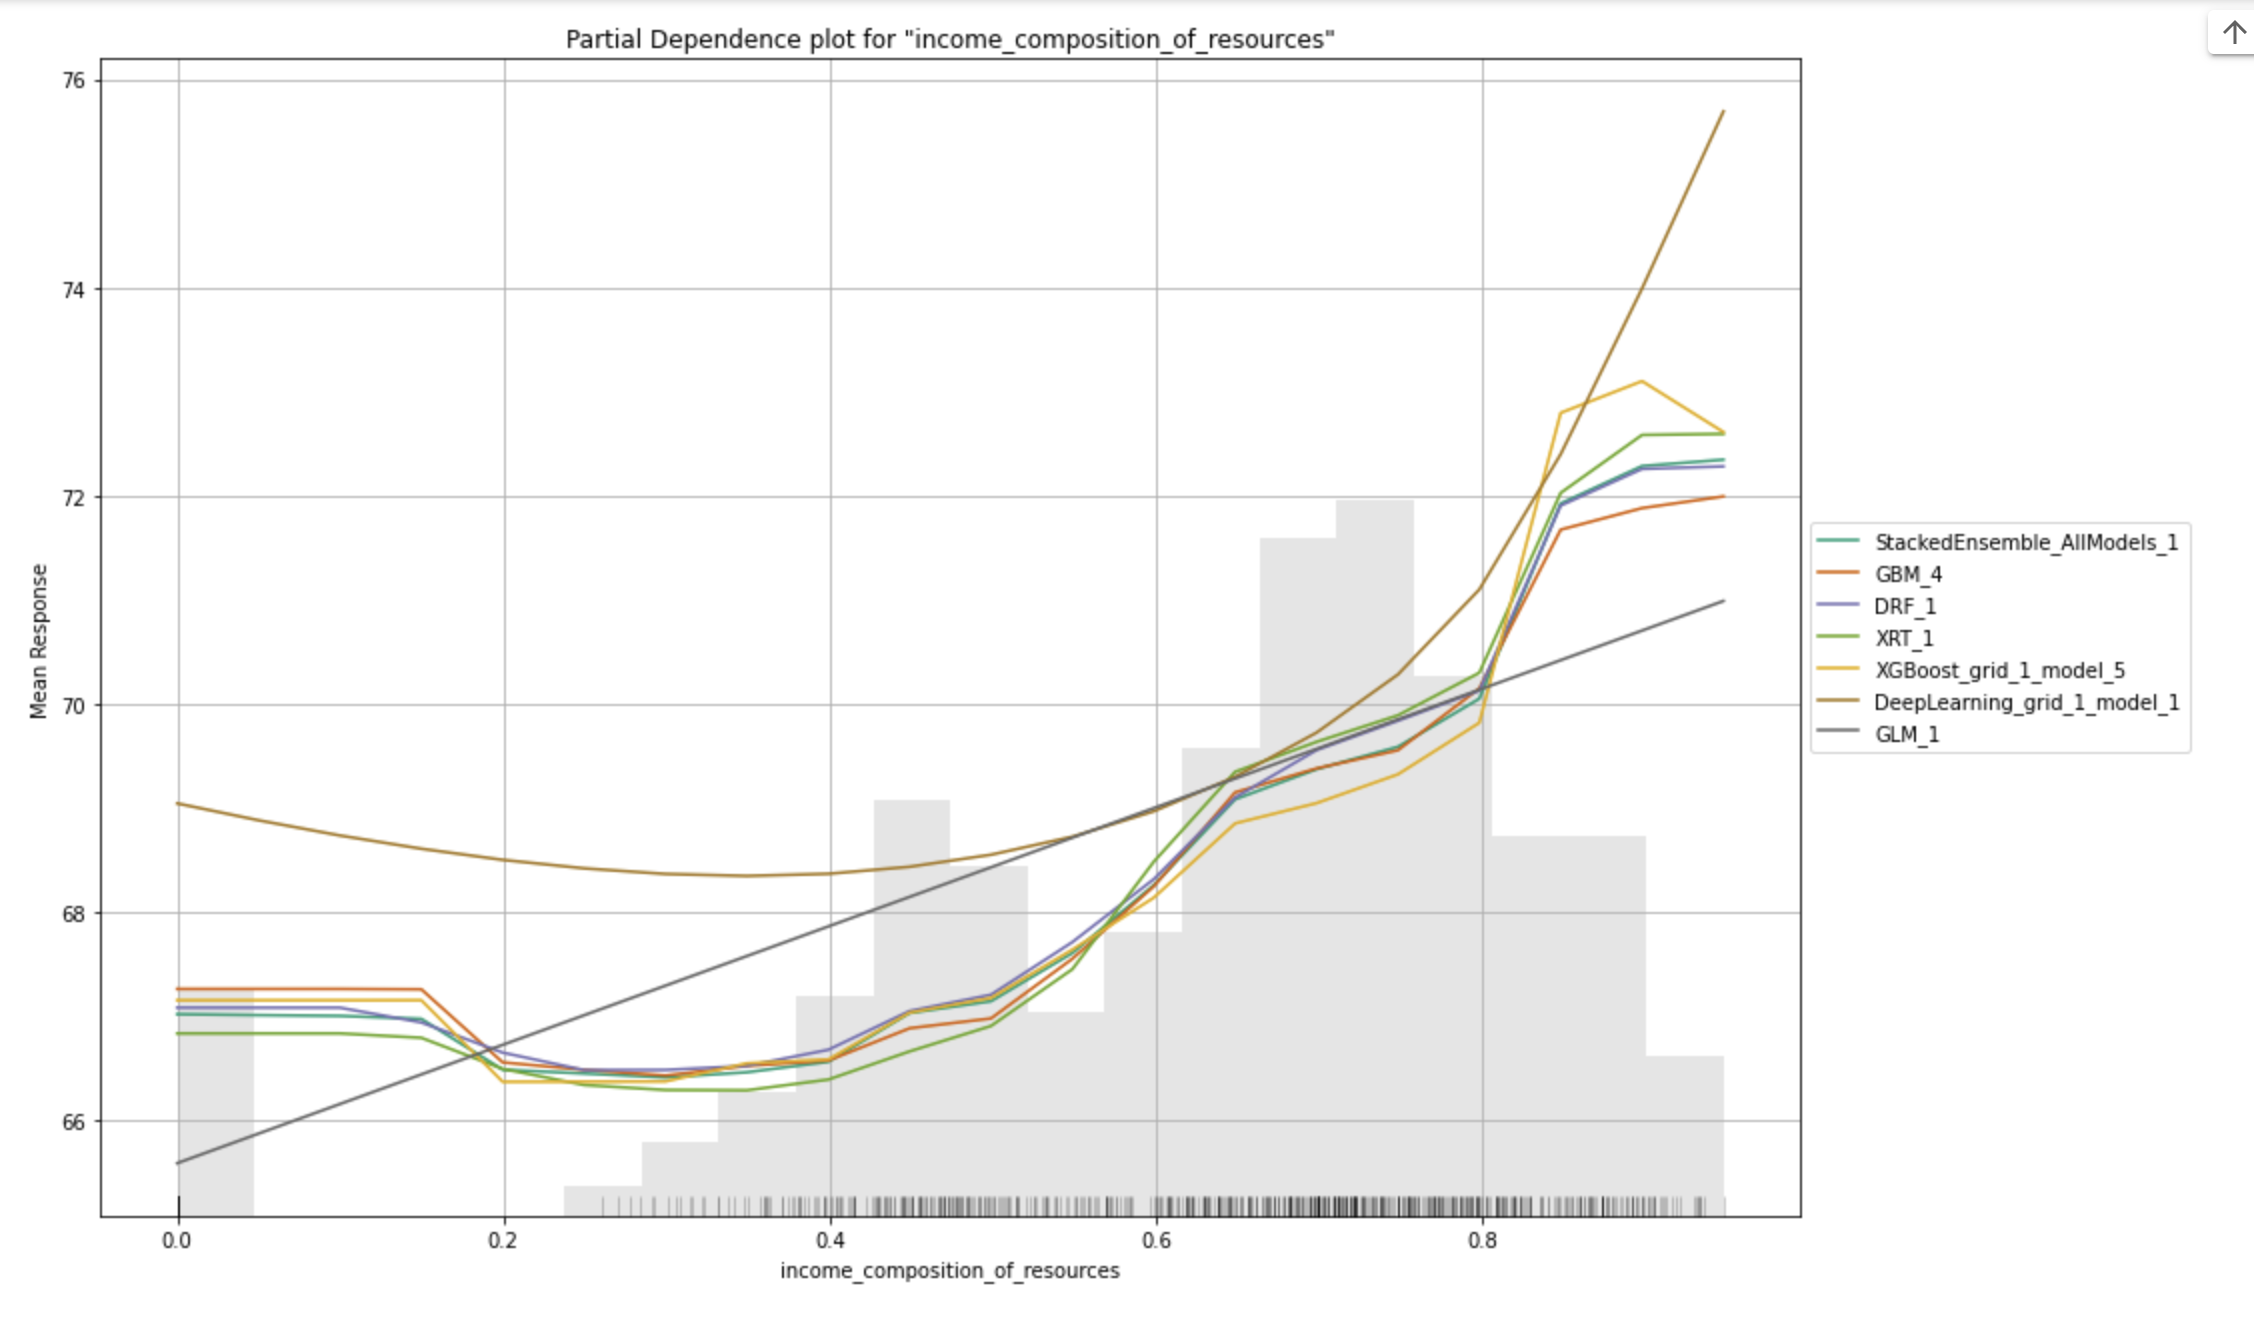 Partial Dependence plot for "income_composition_of_resources"
76
74
72
70
68
66
Mean Response
0.0
0.2
0.4
0.6
0.8
income_composition_of_resources
StackedEnsemble_AllModels_1
GBM_4
DRF_1
XRT_1
XGBoost_grid_1_model_5
DeepLearning_grid_1_model_1
GLM_1